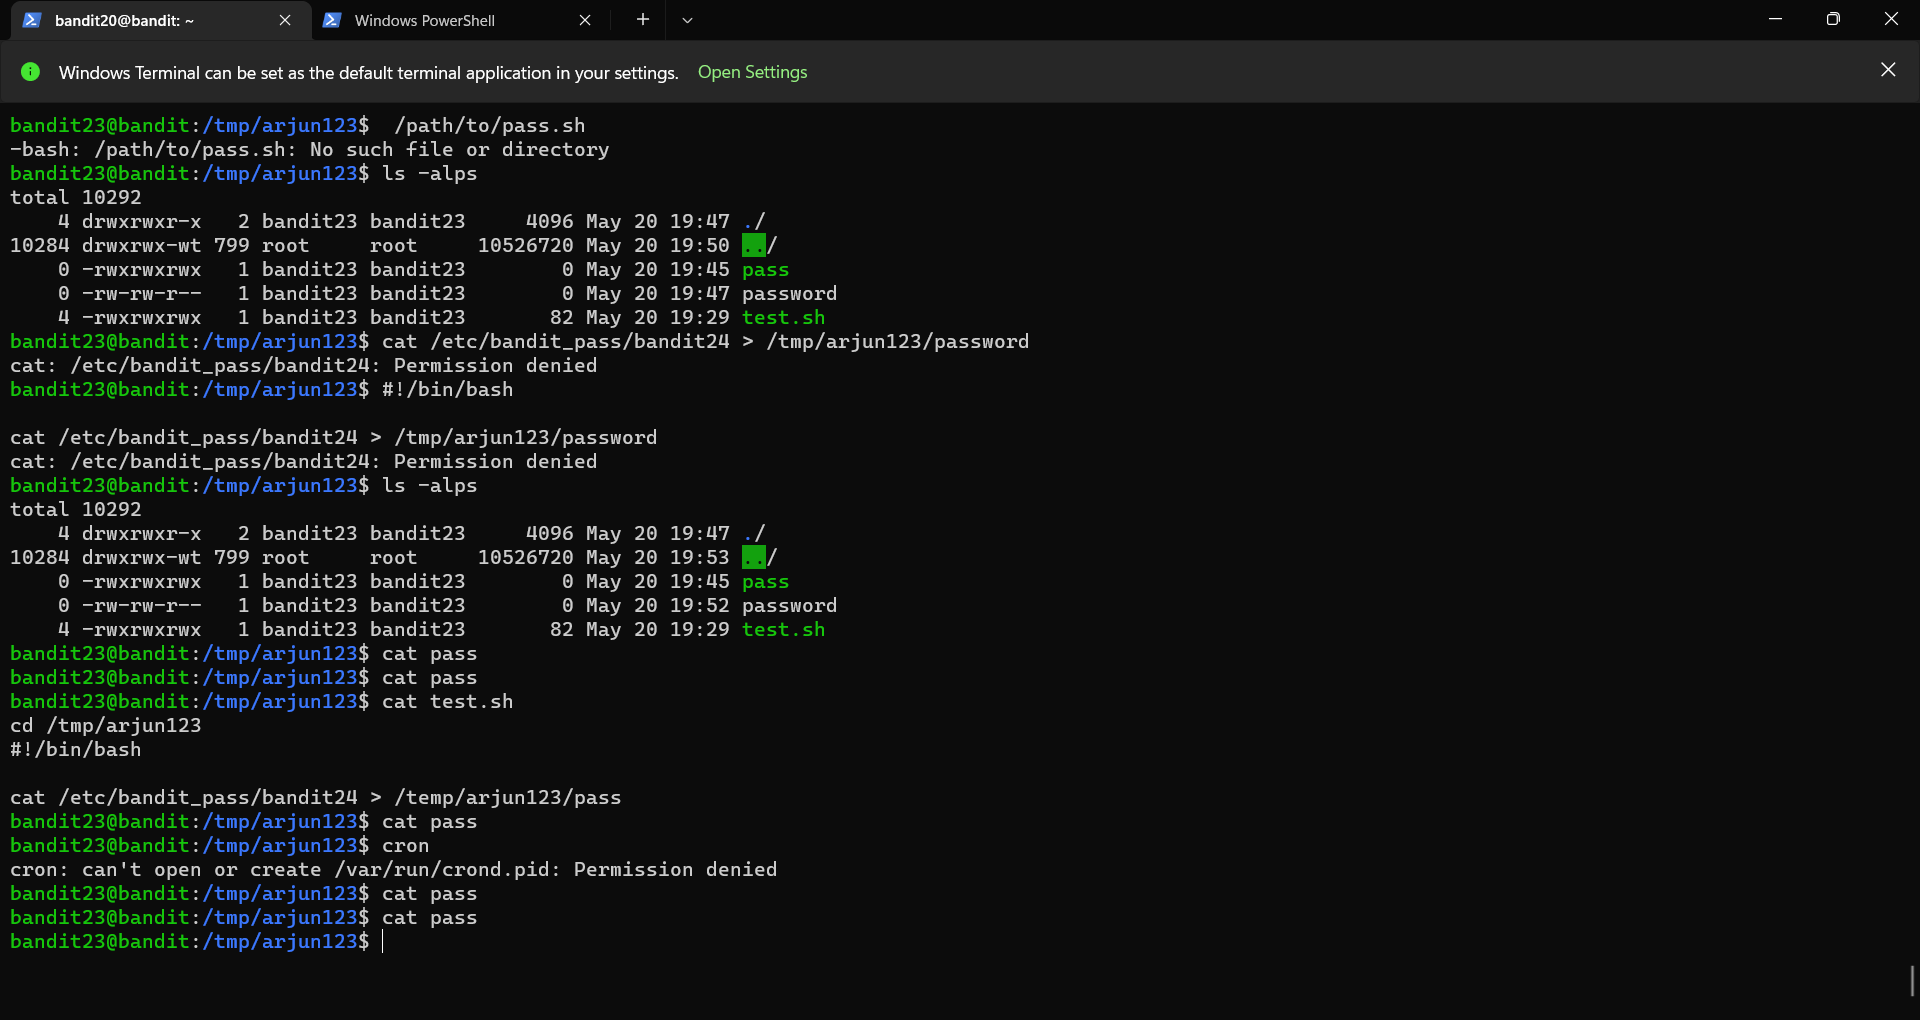 bandit20@bandit: ~
Windows PowerShell
Windows Terminal can be set as the default terminal application in your settings. Open Settings
bandit23@bandit:/tmp/arjun123$  /path/to/pass.sh
-bash: /path/to/pass.sh: No such file or directory
bandit23@bandit:/tmp/arjun123$ ls -alps
total 10292
    4 drwxrwxr-x   2 bandit23 bandit23     4096 May 20 19:47 ./
10284 drwxrwx-wt 799 root     root     10526720 May 20 19:50 ../
    0 -rwxrwxrwx   1 bandit23 bandit23        0 May 20 19:45 pass
    0 -rw-rw-r--   1 bandit23 bandit23        0 May 20 19:47 password
    4 -rwxrwxrwx   1 bandit23 bandit23       82 May 20 19:29 test.sh
bandit23@bandit:/tmp/arjun123$ cat /etc/bandit_pass/bandit24 > /tmp/arjun123/password
cat: /etc/bandit_pass/bandit24: Permission denied
bandit23@bandit:/tmp/arjun123$ #!/bin/bash

cat /etc/bandit_pass/bandit24 > /tmp/arjun123/password
cat: /etc/bandit_pass/bandit24: Permission denied
bandit23@bandit:/tmp/arjun123$ ls -alps
total 10292
    4 drwxrwxr-x   2 bandit23 bandit23     4096 May 20 19:47 ./
10284 drwxrwx-wt 799 root     root     10526720 May 20 19:53 ../
    0 -rwxrwxrwx   1 bandit23 bandit23        0 May 20 19:45 pass
    0 -rw-rw-r--   1 bandit23 bandit23        0 May 20 19:52 password
    4 -rwxrwxrwx   1 bandit23 bandit23       82 May 20 19:29 test.sh
bandit23@bandit:/tmp/arjun123$ cat pass
bandit23@bandit:/tmp/arjun123$ cat pass
bandit23@bandit:/tmp/arjun123$ cat test.sh
cd /tmp/arjun123
#!/bin/bash

cat /etc/bandit_pass/bandit24 > /temp/arjun123/pass
bandit23@bandit:/tmp/arjun123$ cat pass
bandit23@bandit:/tmp/arjun123$ cron
cron: can't open or create /var/run/crond.pid: Permission denied
bandit23@bandit:/tmp/arjun123$ cat pass
bandit23@bandit:/tmp/arjun123$ cat pass
bandit23@bandit:/tmp/arjun123$